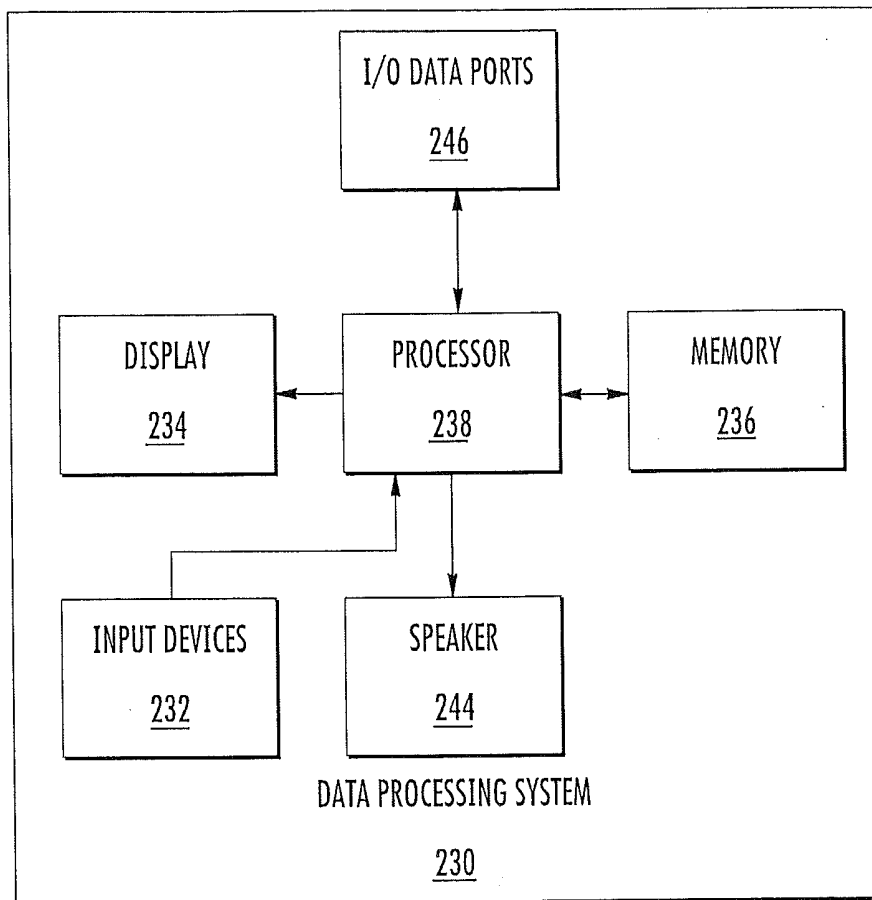 I/O DATA PORTS
246
DISPLAY
234
PROCESSOR
238
MEMORY
236
INPUT DEVICES
232
SPEAKER
244
DATA PROCESSING SYSTEM
230